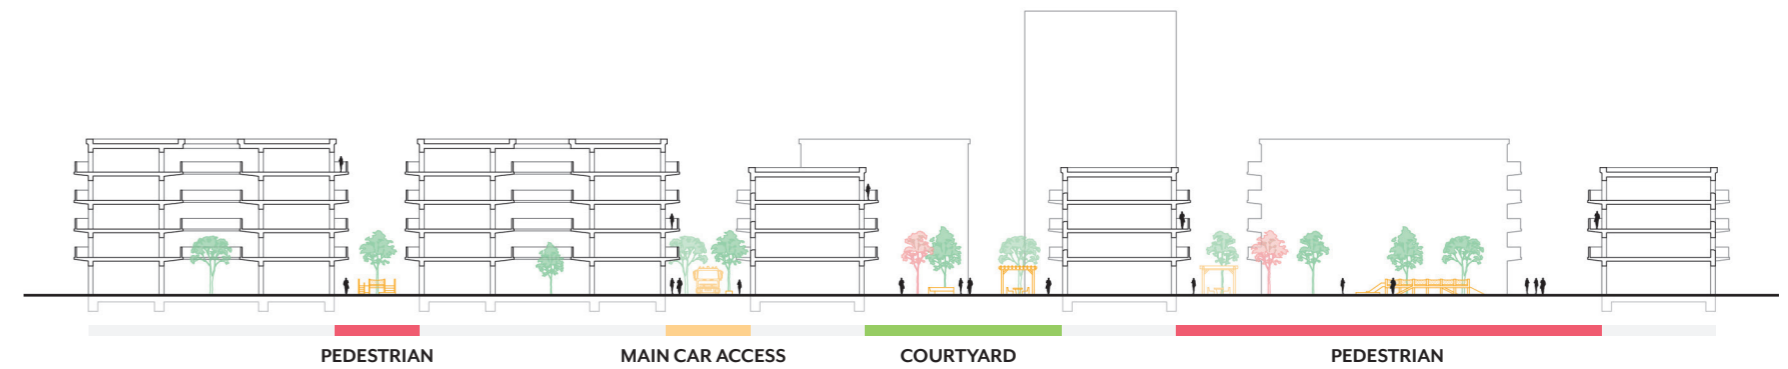 PEDESTRIAN
MAIN CAR ACCESS
COURTYARD
PEDESTRIAN